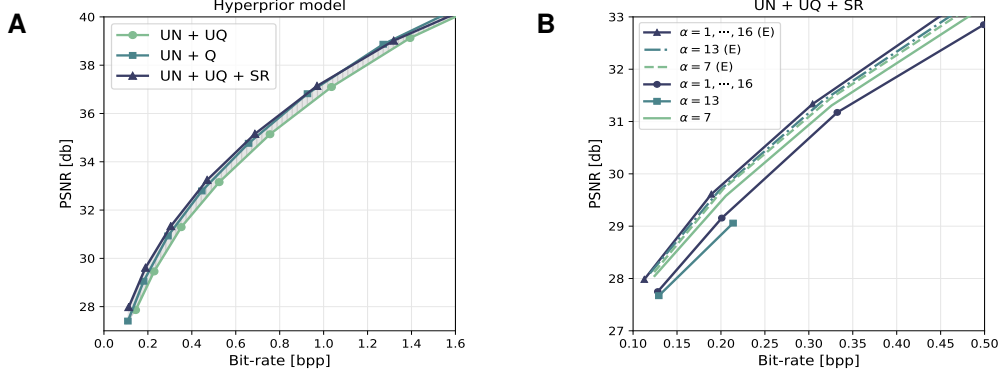 A
Hyperprior model
PSNR [db]
40
38
36
34
32
30
28
UN + UQ
UN + Q
UN + UQ + SR
0.0 0.2 0.4 0.6 0.8 1.0 1.2 1.4 1.6
Bit-rate [bpp]
B
UN + UQ + SR
PSNR [db]
33
32
31
30
29
28
27
α = 1, ⋯, 16 (E)
α = 13 (E)
α = 7 (E)
α = 1, ⋯, 16
α = 13
α = 7
0.10 0.15 0.20 0.25 0.30 0.35 0.40 0.45 0.50
Bit-rate [bpp]